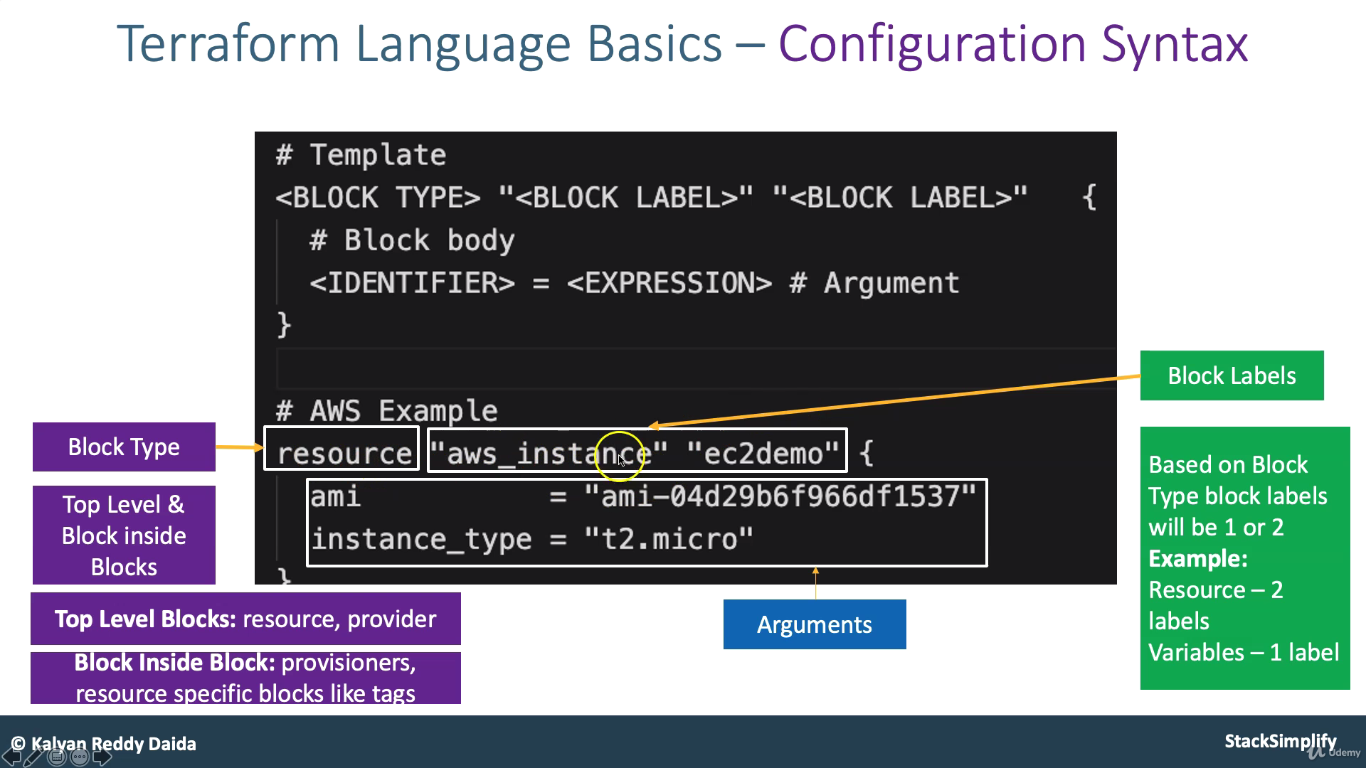 Terraform Language Basics – Configuration Syntax
# Template
<BLOCK TYPE> "<BLOCK LABEL>" "<BLOCK LABEL>" {
# Block body
<IDENTIFIER> = <EXPRESSION> # Argument
}
# AWS Example
resource "aws_instance" "ec2demo" {
ami = "ami-04d29b6f966df1537"
instance_type = "t2.micro"
}
Block Type
Top Level &
Block inside
Blocks
Top Level Blocks: resource, provider
Block Inside Block: provisioners,
resource specific blocks like tags
Arguments
Block Labels
Based on Block
Type block labels
will be 1 or 2
Example:
Resource – 2
labels
Variables – 1 label
© Kalyan Reddy Daida
StackSimplify
Udemy